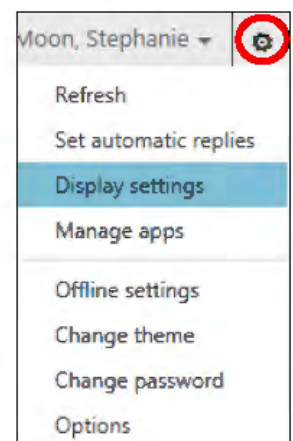 Moon, Stephanie
Refresh
Set automatic replies
Display settings
Manage apps
Offline settings
Change theme
Change password
Options